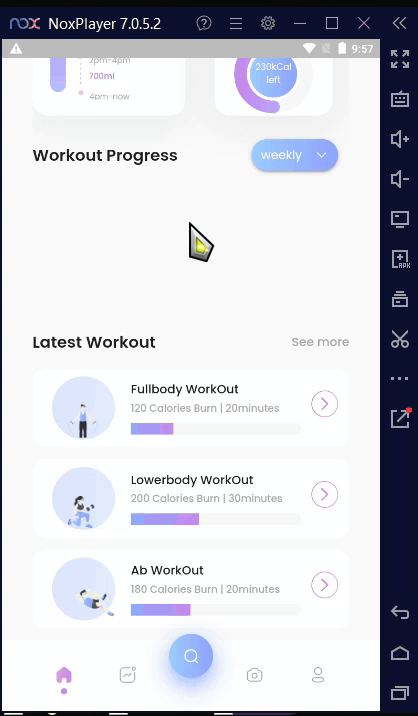 nox NoxPlayer 7.0.5.2
9:57
2pm-4pm
700ml
4pm-now
230kCal
left
Workout Progress
weekly
Latest Workout
See more
Fullbody WorkOut
120 Calories Burn | 20minutes
Lowerbody WorkOut
200 Calories Burn | 30minutes
Ab WorkOut
180 Calories Burn | 20minutes
APK